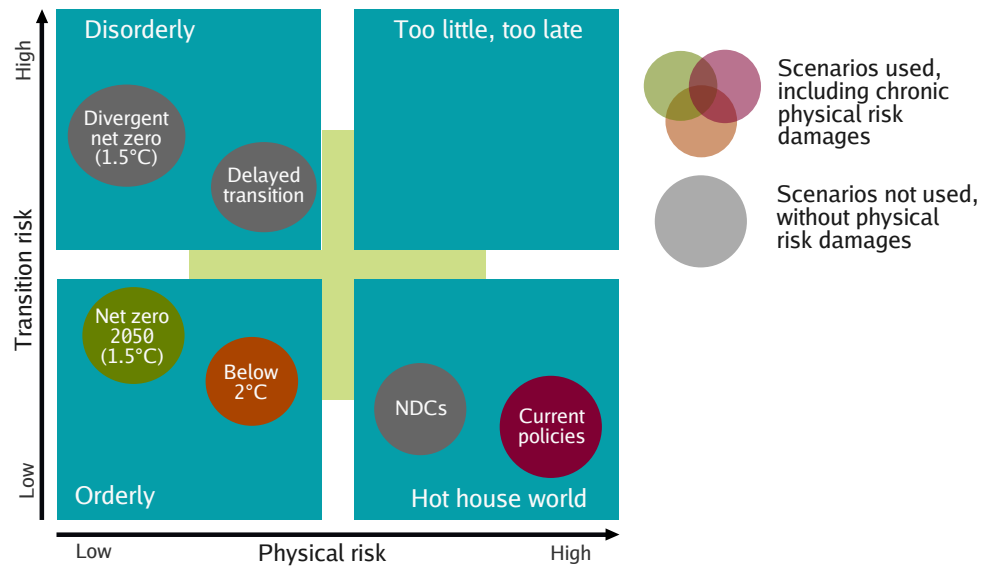 Disorderly
Too little, too late
High
Divergent
net zero
(1.5°C)
Delayed
transition
Scenarios used,
including chronic
physical risk
damages
Scenarios not used,
without physical
risk damages
Transition risk
Net zero
2050
(1.5°C)
Below
2°C
NDCs
Current
policies
Low
Orderly
Hot house world
Low
Physical risk
High